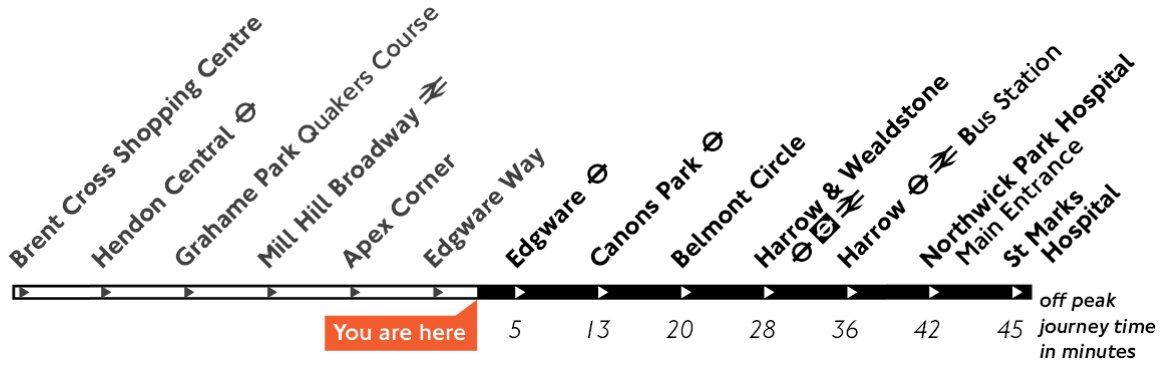 Brent Cross Shopping Centre
Hendon Central
Grahame Park Quakers Course
Mill Hill Broadway
Apex Corner
Edgware Way
Edgware
Canons Park
Belmont Circle
Harrow & Wealdstone
Harrow Bus Station
Northwick Park Hospital
Main Entrance
St Marks
Hospital
You are here
5 13 20 28 36 42 45
off peak
journey time
in minutes